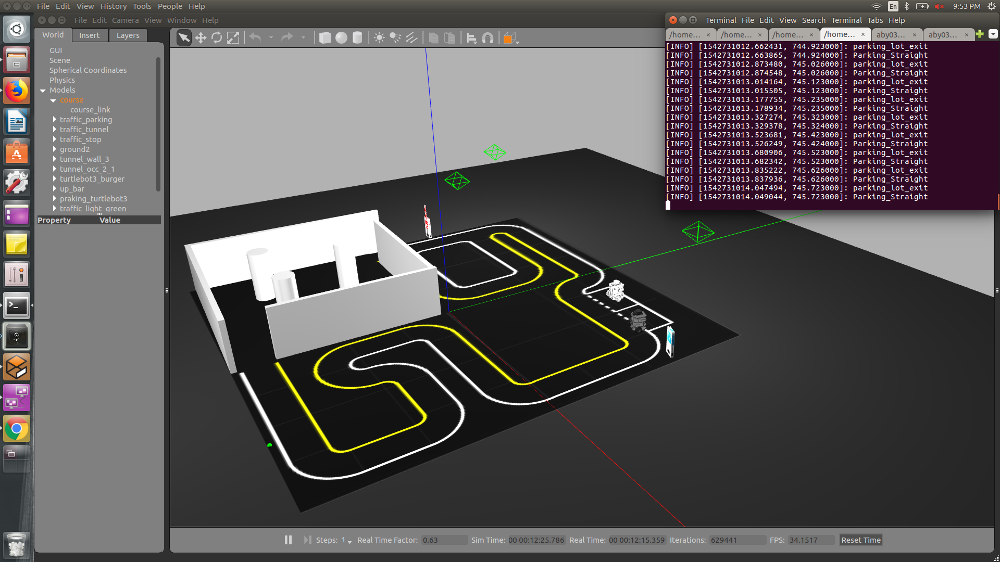 File Edit View History Tools People Help
En 9:53 PM
File Edit Camera View Window Help
World Insert Layers
GUI
Scene
Spherical Coordinates
Physics
Models
course
course_link
traffic_parking
traffic_tunnel
traffic_stop
ground2
tunnel_wall_3
tunnel_occ_2_1
turtlebot3_burger
up_bar
praking_turtlebot3
traffic_light_green
Property Value
Terminal File Edit View Search Terminal Tabs Help
/home... × /home... × /home... × /home... × aby03... × aby03... ×
[INFO] [1542731012.662431, 744.923000]: parking_lot_exit
[INFO] [1542731012.663865, 744.924000]: Parking_Straight
[INFO] [1542731012.873480, 745.026000]: parking_lot_exit
[INFO] [1542731012.874548, 745.026000]: Parking_Straight
[INFO] [1542731013.014164, 745.123000]: parking_lot_exit
[INFO] [1542731013.015505, 745.123000]: Parking_Straight
[INFO] [1542731013.177755, 745.235000]: parking_lot_exit
[INFO] [1542731013.178934, 745.235000]: Parking_Straight
[INFO] [1542731013.327274, 745.323000]: parking_lot_exit
[INFO] [1542731013.329378, 745.324000]: Parking_Straight
[INFO] [1542731013.523681, 745.423000]: parking_lot_exit
[INFO] [1542731013.526249, 745.424000]: Parking_Straight
[INFO] [1542731013.680906, 745.523000]: parking_lot_exit
[INFO] [1542731013.682342, 745.523000]: Parking_Straight
[INFO] [1542731013.835222, 745.626000]: parking_lot_exit
[INFO] [1542731013.837936, 745.626000]: Parking_Straight
[INFO] [1542731014.047494, 745.723000]: parking_lot_exit
[INFO] [1542731014.049044, 745.723000]: Parking_Straight
Steps: 1 Real Time Factor: 0.63 Sim Time: 00 00:12:25.786 Real Time: 00 00:12:15.359 Iterations: 629441 FPS: 34.1517 Reset Time